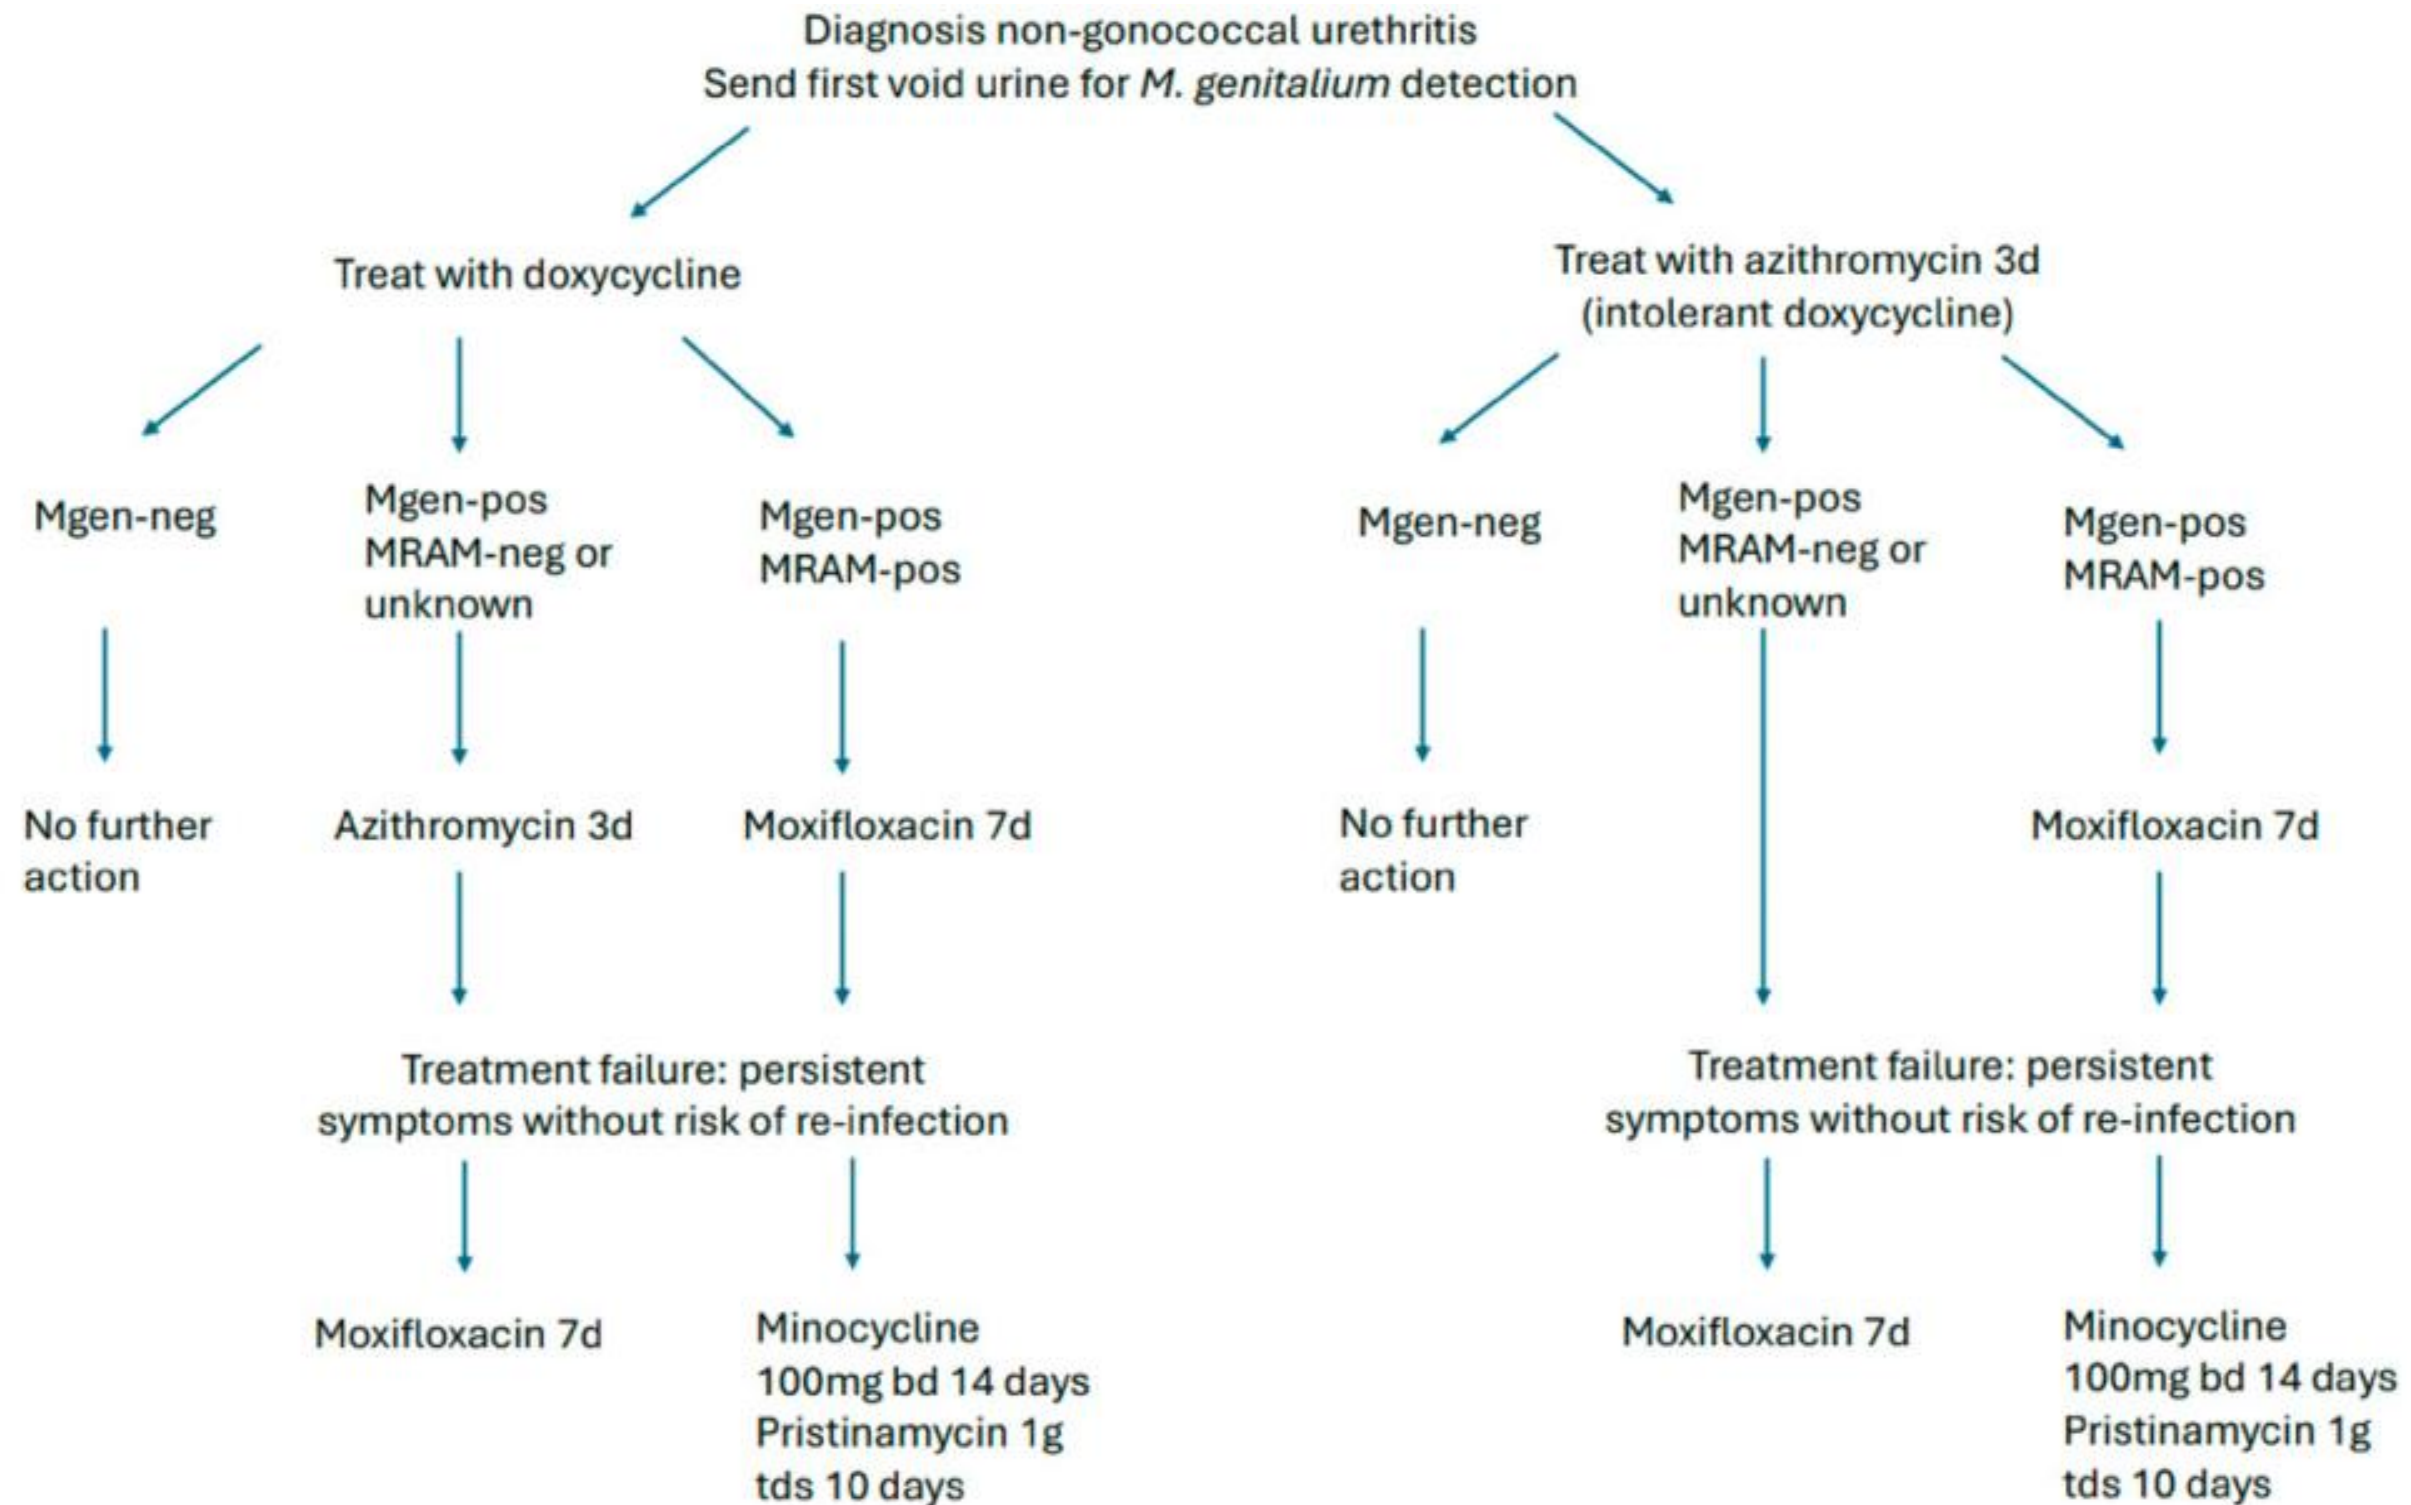 Diagnosis non-gonococcal urethritis
Send first void urine for M. genitalium detection
Treat with doxycycline
Treat with azithromycin 3d
(intolerant doxycycline)
Mgen-neg
Mgen-pos
MRAM-neg or
unknown
Mgen-pos
MRAM-pos
Mgen-neg
Mgen-pos
MRAM-neg or
unknown
Mgen-pos
MRAM-pos
No further
action
Azithromycin 3d
Moxifloxacin 7d
No further
action
Moxifloxacin 7d
Treatment failure: persistent
symptoms without risk of re-infection
Treatment failure: persistent
symptoms without risk of re-infection
Moxifloxacin 7d
Minocycline
100mg bd 14 days
Pristinamycin 1g
tds 10 days
Moxifloxacin 7d
Minocycline
100mg bd 14 days
Pristinamycin 1g
tds 10 days